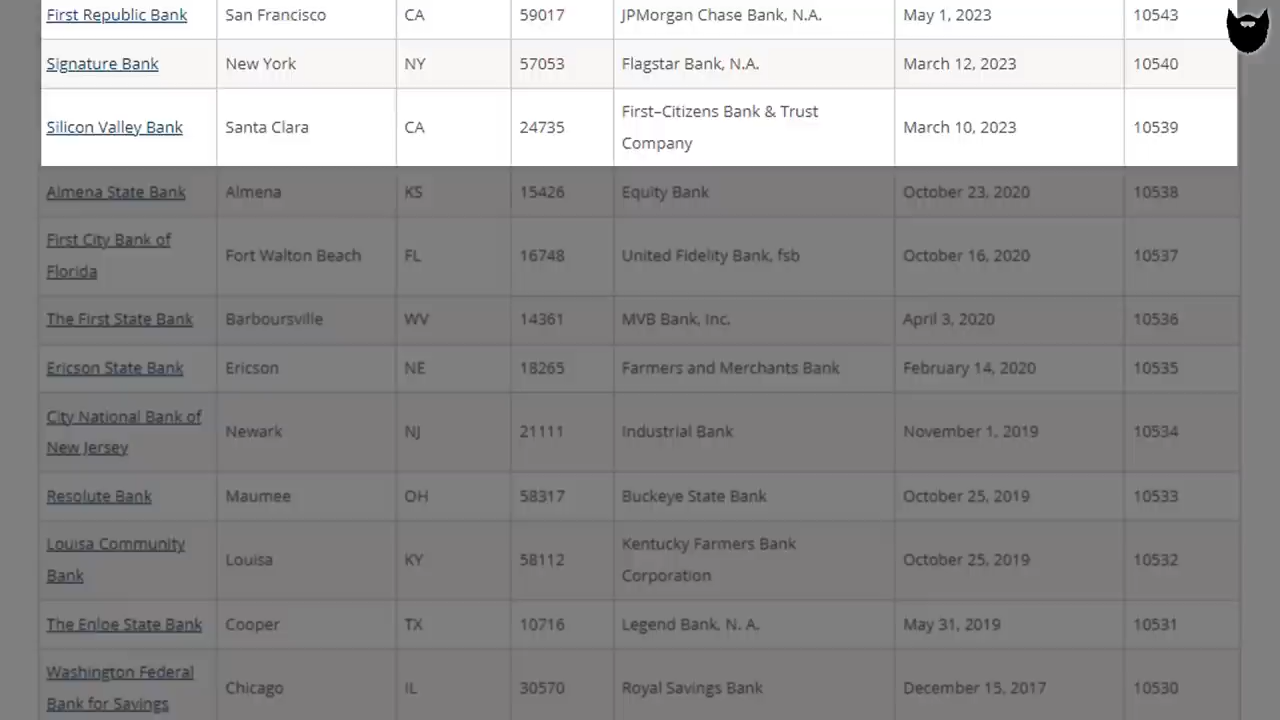 First Republic Bank San Francisco CA 59017 JPMorgan Chase Bank, N.A. May 1, 2023 10543
Signature Bank New York NY 57053 Flagstar Bank, N.A. March 12, 2023 10540
Silicon Valley Bank Santa Clara CA 24735 First–Citizens Bank & Trust
Company March 10, 2023 10539
Almena State Bank Almena KS 15426 Equity Bank October 23, 2020 10538
First City Bank of
Florida Fort Walton Beach FL 16748 United Fidelity Bank, fsb October 16, 2020 10537
The First State Bank Barboursville WV 14361 MVB Bank, Inc. April 3, 2020 10536
Ericson State Bank Ericson NE 18265 Farmers and Merchants Bank February 14, 2020 10535
City National Bank of
New Jersey Newark NJ 21111 Industrial Bank November 1, 2019 10534
Resolute Bank Maumee OH 58317 Buckeye State Bank October 25, 2019 10533
Louisa Community
Bank Louisa KY 58112 Kentucky Farmers Bank
Corporation October 25, 2019 10532
The Enloe State Bank Cooper TX 10716 Legend Bank, N. A. May 31, 2019 10531
Washington Federal
Bank for Savings Chicago IL 30570 Royal Savings Bank December 15, 2017 10530